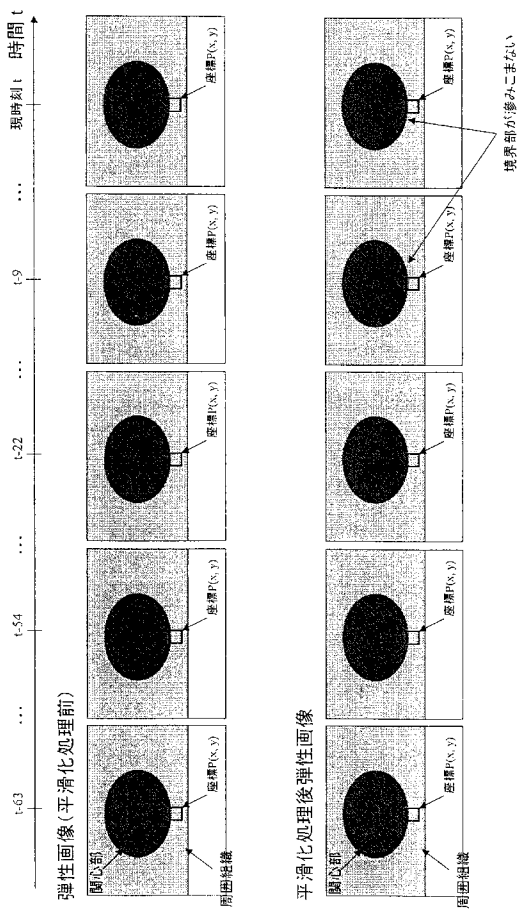 t-63 ... t-54 ... t-22 ... t-9 ... 現時刻 t 時間 t
弾性画像(平滑化処理前)
関心部
周囲組織
座標P(x, y)
座標P(x, y)
座標P(x, y)
座標P(x, y)
座標P(x, y)
平滑化処理後弾性画像
関心部
周囲組織
座標P(x, y)
座標P(x, y)
座標P(x, y)
座標P(x, y)
座標P(x, y)
境界部が滲みこまない